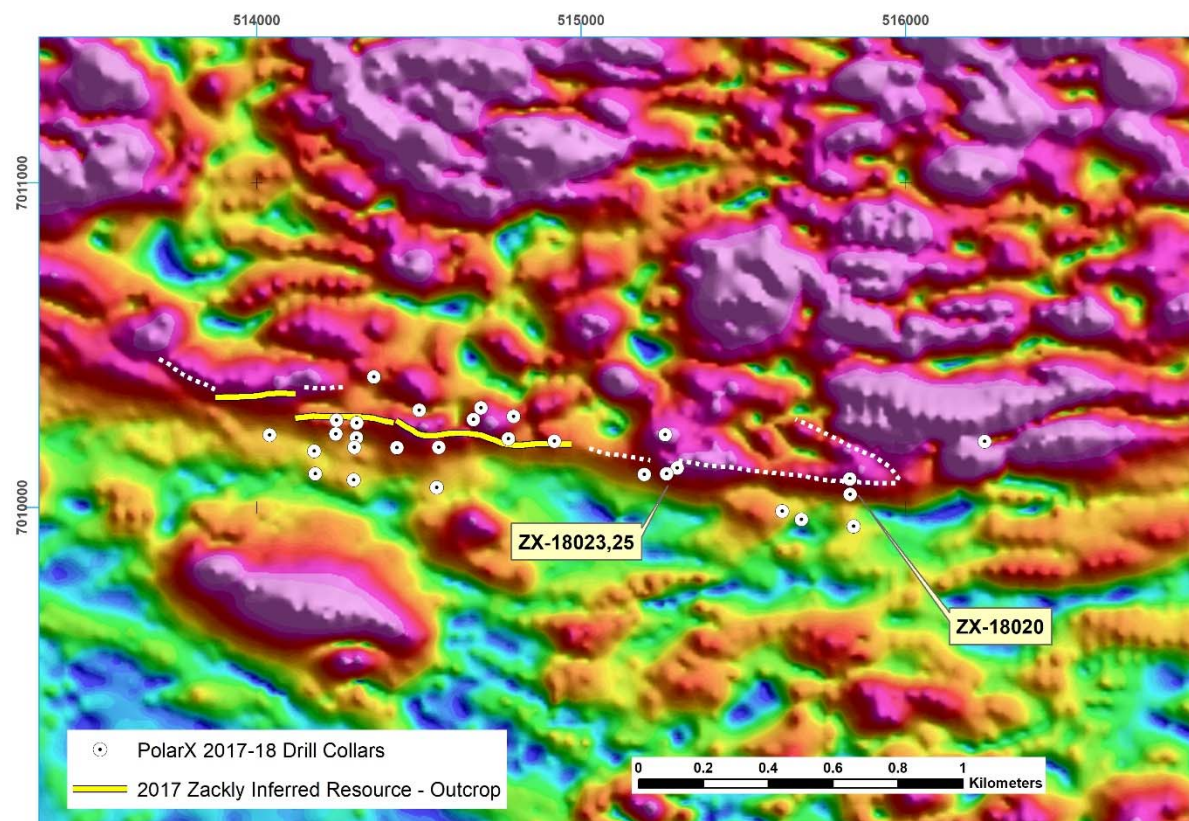 514000
515000
516000
7011000
7010000
ZX-18023,25
ZX-18020
PolarX 2017-18 Drill Collars
2017 Zackly Inferred Resource - Outcrop
0 0.2 0.4 0.6 0.8 1
Kilometers